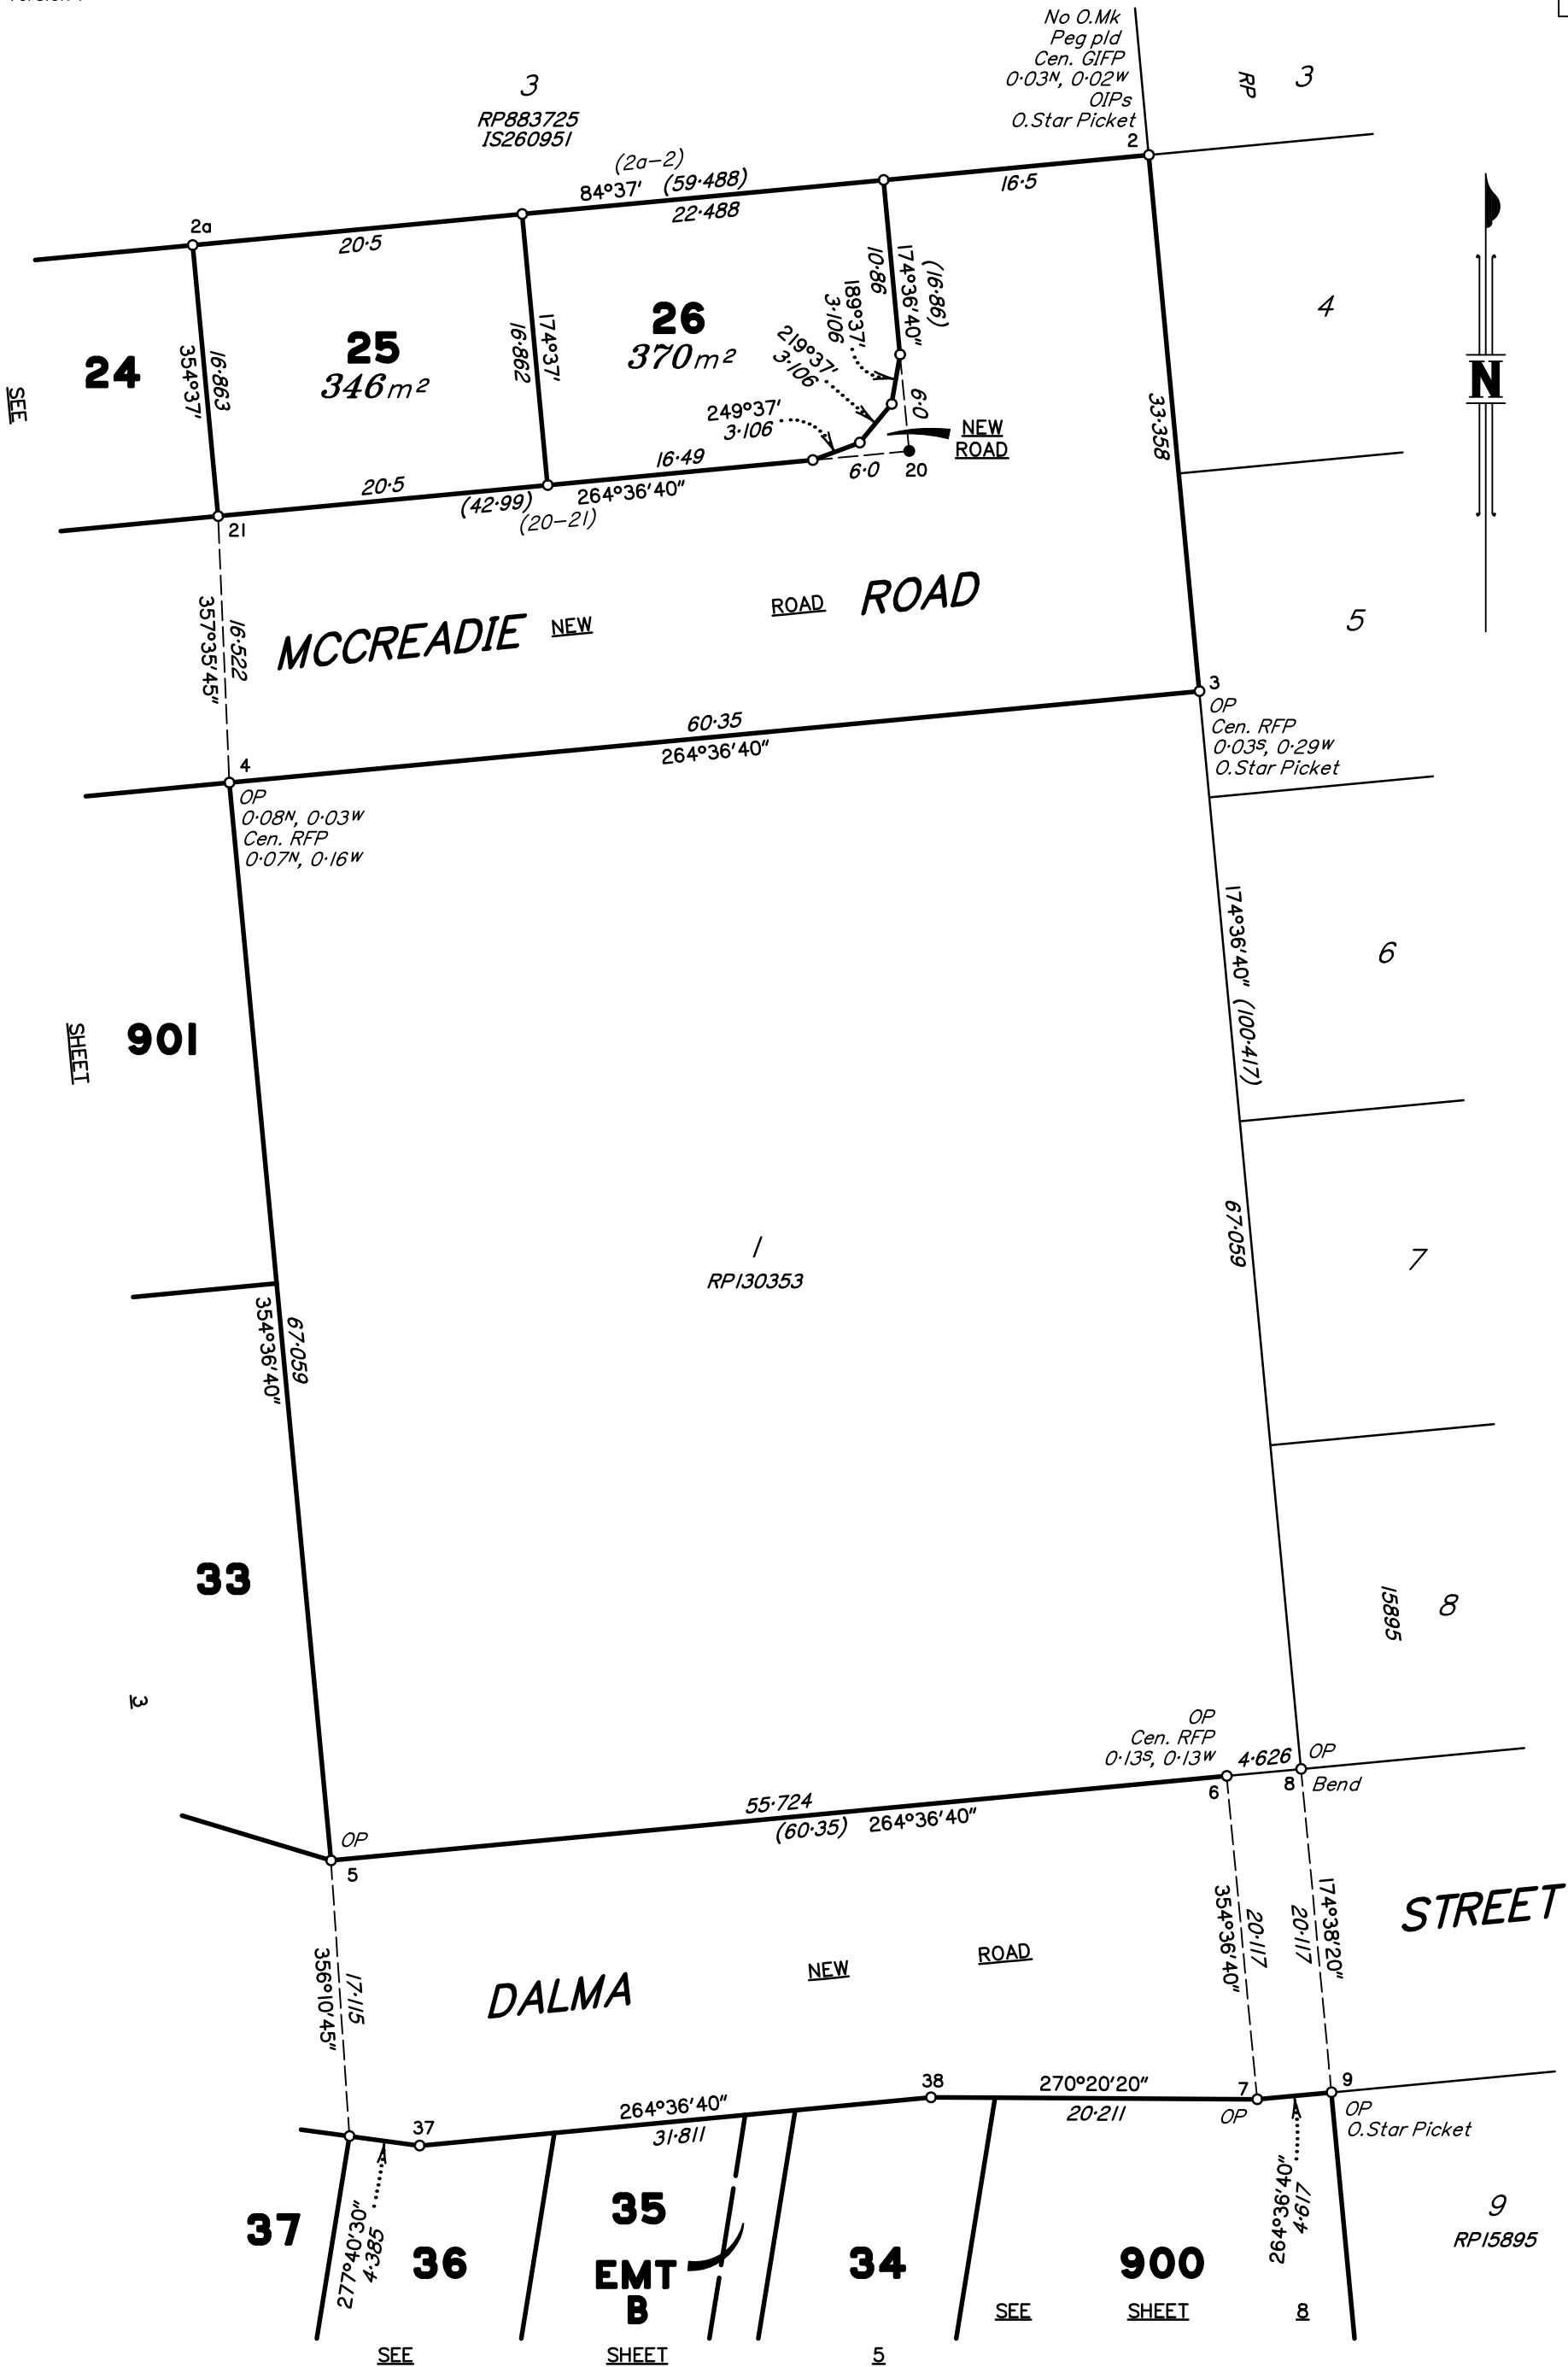 No O.Mk
Peg pld
Cen. GIFP
0·03N, 0·02W
OIPs
O.Star Picket
2
RP 3
3
RP883725
IS260951
(2a-2)
84°37' (59·488)
22·488
16·5
2a
20·5
10·86
174°36'40"
(16·86)
189°37'
3·106
219°37'
3·106
249°37'
3·106
6·0
NEW
ROAD
6·0
20
24
SEE
354°37'
16·863
25
346m²
16·862
174°37'
26
370m²
4
33·358
N
16·49
264°36'40"
20·5
(42·99)
(20-21)
21
357°35'45"
16·522
MCCREADIE NEW ROAD ROAD
5
60·35
264°36'40"
3
OP
Cen. RFP
0·03S, 0·29W
O.Star Picket
4
OP
0·08N, 0·03W
Cen. RFP
0·07N, 0·16W
6
174°36'40" (100·417)
SHEET
901
67·059
7
1
RP130353
354°36'40"
67·059
33
3
15895 8
OP
Cen. RFP
0·13S, 0·13W
4·626
OP
6
8
Bend
55·724
(60·35) 264°36'40"
OP
5
STREET
354°36'40"
20·117
20·117
174°38'20"
356°10'45"
17·115
DALMA NEW ROAD
38
270°20'20"
20·211
7
OP
9
OP
O.Star Picket
264°36'40"
31·811
37
277°40'30"
4·385
264°36'40"
4·617
37
36
35
EMT
B
34
900
9
RP15895
SEE SHEET 8
SEE SHEET 5